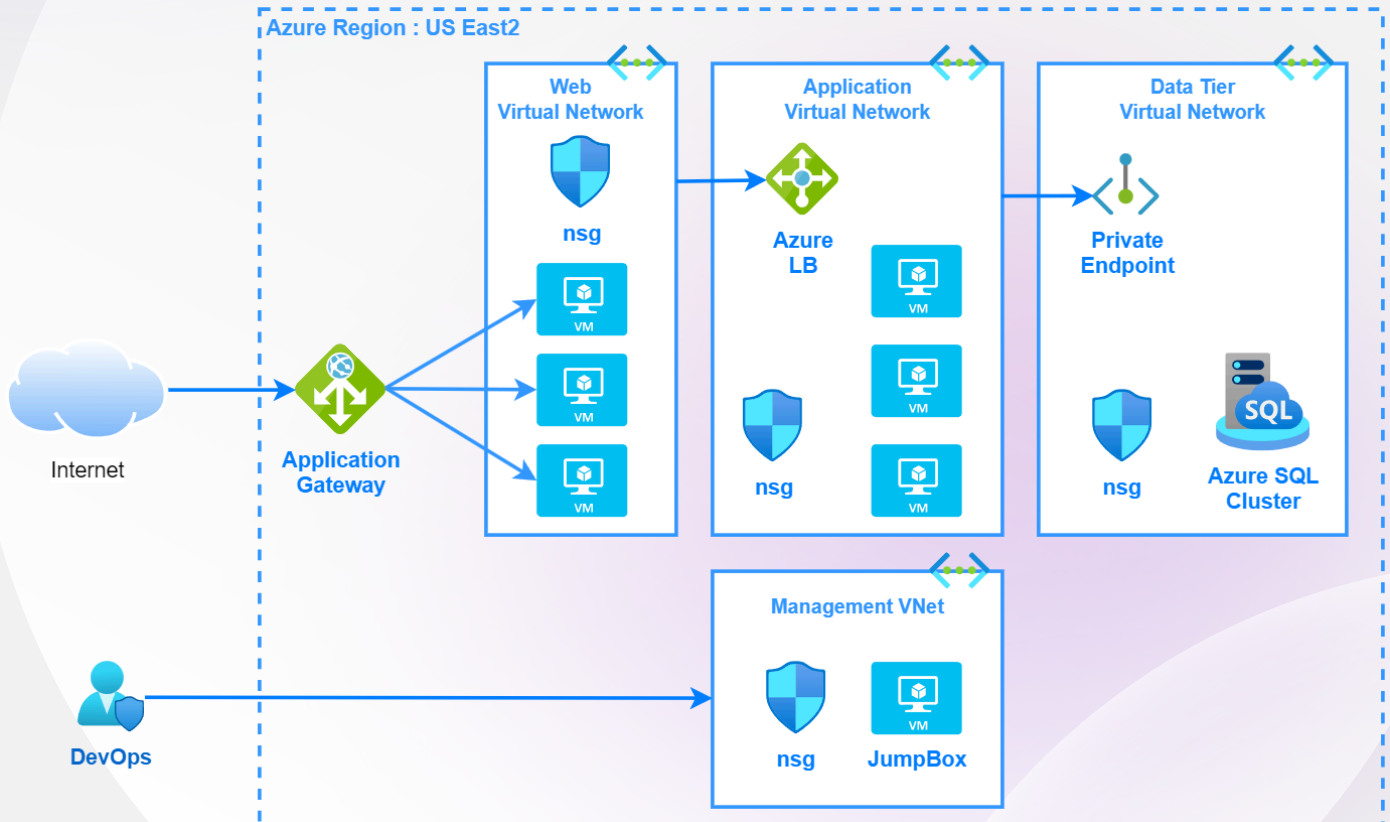 Azure Region : US East2
Web
Virtual Network
nsg
VM
VM
VM
Application
Virtual Network
Azure
LB
VM
VM
VM
nsg
Data Tier
Virtual Network
Private
Endpoint
nsg
SQL
Azure SQL
Cluster
Internet
Application
Gateway
Management VNet
nsg
VM
JumpBox
DevOps